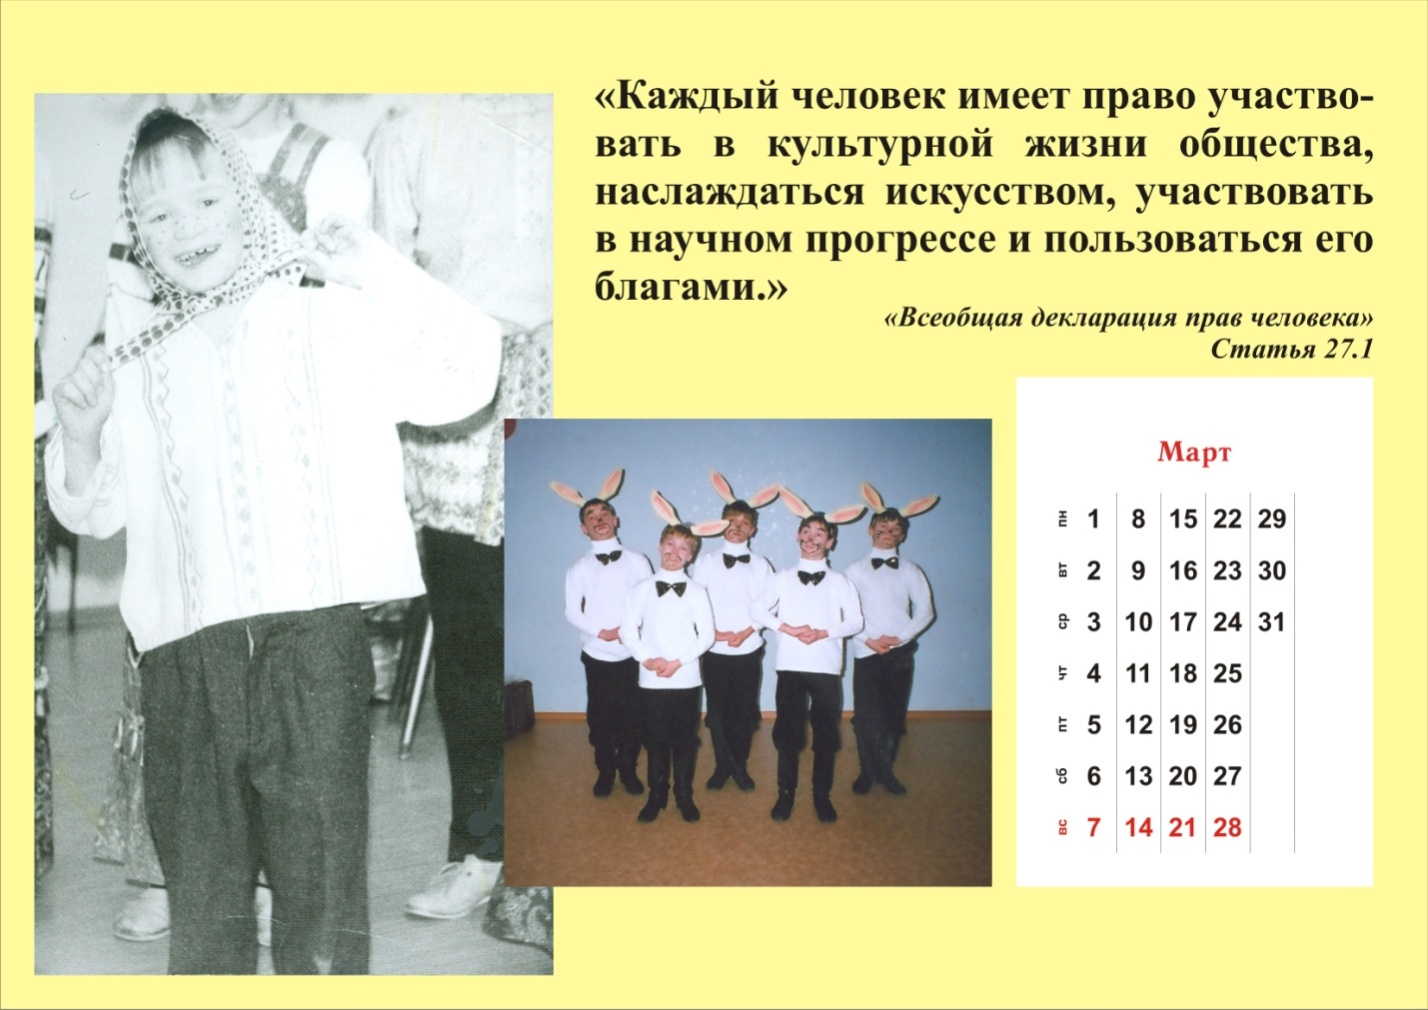 «Каждый человек имеет право участво-
вать в культурной жизни общества,
наслаждаться искусством, участвовать
в научном прогрессе и пользоваться его
благами.»
«Всеобщая декларация прав человека»
Статья 27.1
Март
пн 1 8 15 22 29
вт 2 9 16 23 30
ср 3 10 17 24 31
чт 4 11 18 25
пт 5 12 19 26
сб 6 13 20 27
вс 7 14 21 28